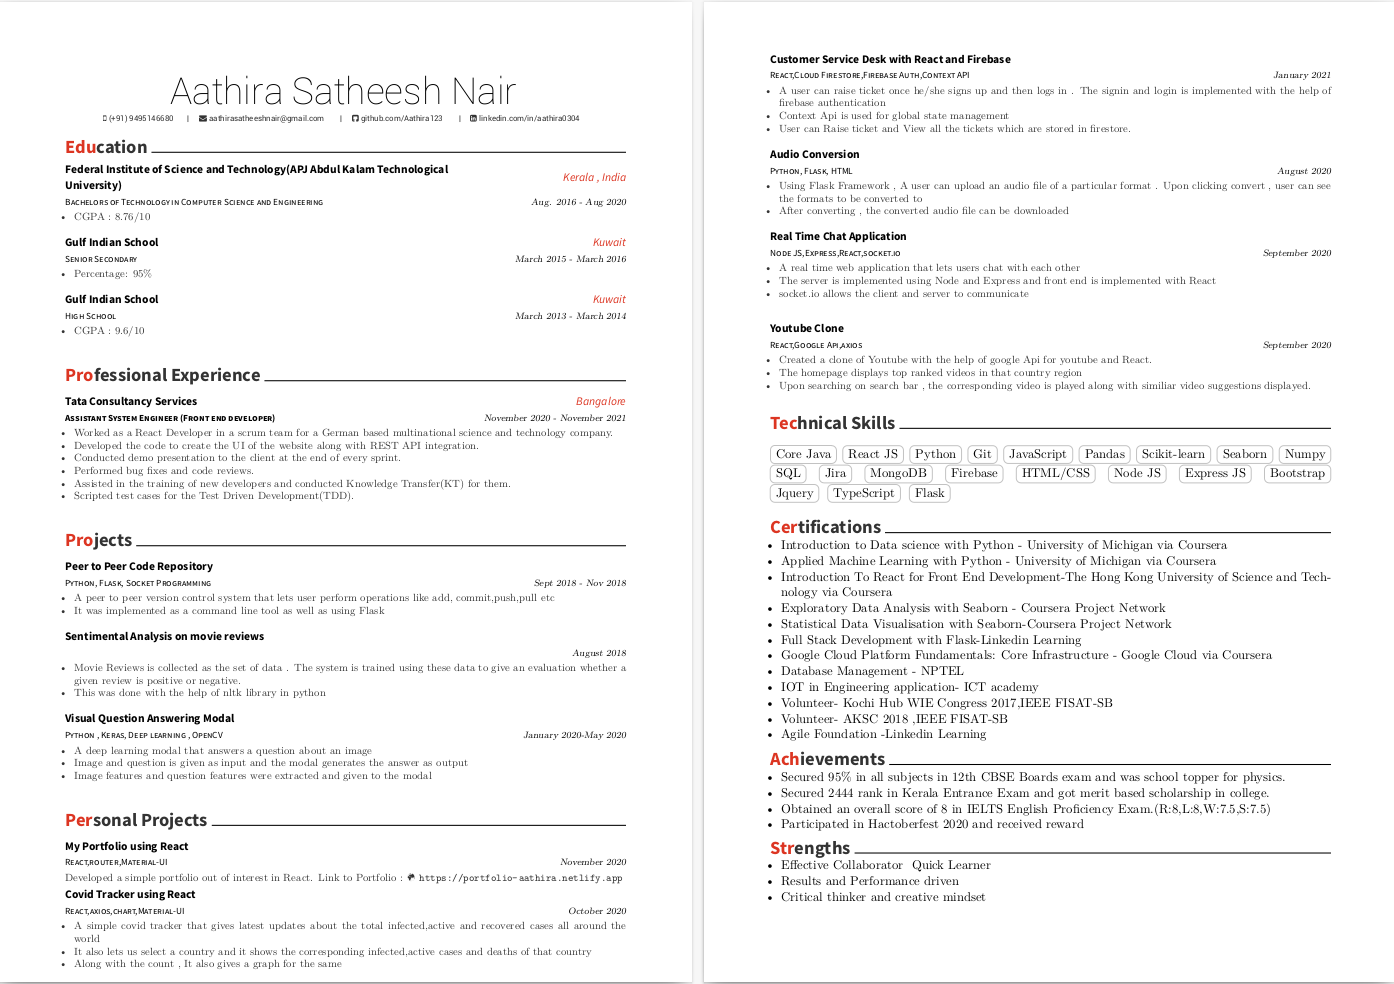 Aathira Satheesh Nair
(+91) 9495146680 | aathirasatheeshnair@gmail.com | github.com/Aathira123 | linkedin.com/in/aathira0304
Education
Federal Institute of Science and Technology(APJ Abdul Kalam Technological
University)
Kerala , India
Bachelors of Technology in Computer Science and Engineering Aug. 2016 - Aug 2020
• CGPA : 8.76/10
Gulf Indian School Kuwait
Senior Secondary March 2015 - March 2016
• Percentage: 95%
Gulf Indian School Kuwait
High School March 2013 - March 2014
• CGPA : 9.6/10
Professional Experience
Tata Consultancy Services Bangalore
Assistant System Engineer (Front end developer) November 2020 - November 2021
• Worked as a React Developer in a scrum team for a German based multinational science and technology company.
• Developed the code to create the UI of the website along with REST API integration.
• Conducted demo presentation to the client at the end of every sprint.
• Performed bug fixes and code reviews.
• Assisted in the training of new developers and conducted Knowledge Transfer(KT) for them.
• Scripted test cases for the Test Driven Development(TDD).
Projects
Peer to Peer Code Repository
Python, Flask, Socket Programming Sept 2018 - Nov 2018
• A peer to peer version control system that lets user perform operations like add, commit,push,pull etc
• It was implemented as a command line tool as well as using Flask
Sentimental Analysis on movie reviews
August 2018
• Movie Reviews is collected as the set of data . The system is trained using these data to give an evaluation whether a
given review is positive or negative.
• This was done with the help of nltk library in python
Visual Question Answering Modal
Python , Keras, Deep learning , OpenCV January 2020-May 2020
• A deep learning modal that answers a question about an image
• Image and question is given as input and the modal generates the answer as output
• Image features and question features were extracted and given to the modal
Personal Projects
My Portfolio using React
React,router,Material-UI November 2020
Developed a simple portfolio out of interest in React. Link to Portfolio : https://portfolio-aathira.netlify.app
Covid Tracker using React
React,axios,chart,Material-UI October 2020
• A simple covid tracker that gives latest updates about the total infected,active and recovered cases all around the
world
• It also lets us select a country and it shows the corresponding infected,active cases and deaths of that country
• Along with the count , It also gives a graph for the same
Customer Service Desk with React and Firebase
React,Cloud Firestore,Firebase Auth,Context API January 2021
• A user can raise ticket once he/she signs up and then logs in . The signin and login is implemented with the help of
firebase authentication
• Context Api is used for global state management
• User can Raise ticket and View all the tickets which are stored in firestore.
Audio Conversion
Python, Flask, HTML August 2020
• Using Flask Framework , A user can upload an audio file of a particular format . Upon clicking convert , user can see
the formats to be converted to
• After converting , the converted audio file can be downloaded
Real Time Chat Application
Node JS,Express,React,socket.io September 2020
• A real time web application that lets users chat with each other
• The server is implemented using Node and Express and front end is implemented with React
• socket.io allows the client and server to communicate
Youtube Clone
React,Google Api,axios September 2020
• Created a clone of Youtube with the help of google Api for youtube and React.
• The homepage displays top ranked videos in that country region
• Upon searching on search bar , the corresponding video is played along with similiar video suggestions displayed.
Technical Skills
Core Java React JS Python Git JavaScript Pandas Scikit-learn Seaborn Numpy
SQL Jira MongoDB Firebase HTML/CSS Node JS Express JS Bootstrap
Jquery TypeScript Flask
Certifications
• Introduction to Data science with Python - University of Michigan via Coursera
• Applied Machine Learning with Python - University of Michigan via Coursera
• Introduction To React for Front End Development-The Hong Kong University of Science and Tech-
nology via Coursera
• Exploratory Data Analysis with Seaborn - Coursera Project Network
• Statistical Data Visualisation with Seaborn-Coursera Project Network
• Full Stack Development with Flask-Linkedin Learning
• Google Cloud Platform Fundamentals: Core Infrastructure - Google Cloud via Coursera
• Database Management - NPTEL
• IOT in Engineering application- ICT academy
• Volunteer- Kochi Hub WIE Congress 2017,IEEE FISAT-SB
• Volunteer- AKSC 2018 ,IEEE FISAT-SB
• Agile Foundation -Linkedin Learning
Achievements
• Secured 95% in all subjects in 12th CBSE Boards exam and was school topper for physics.
• Secured 2444 rank in Kerala Entrance Exam and got merit based scholarship in college.
• Obtained an overall score of 8 in IELTS English Proficiency Exam.(R:8,L:8,W:7.5,S:7.5)
• Participated in Hactoberfest 2020 and received reward
Strengths
• Effective Collaborator Quick Learner
• Results and Performance driven
• Critical thinker and creative mindset